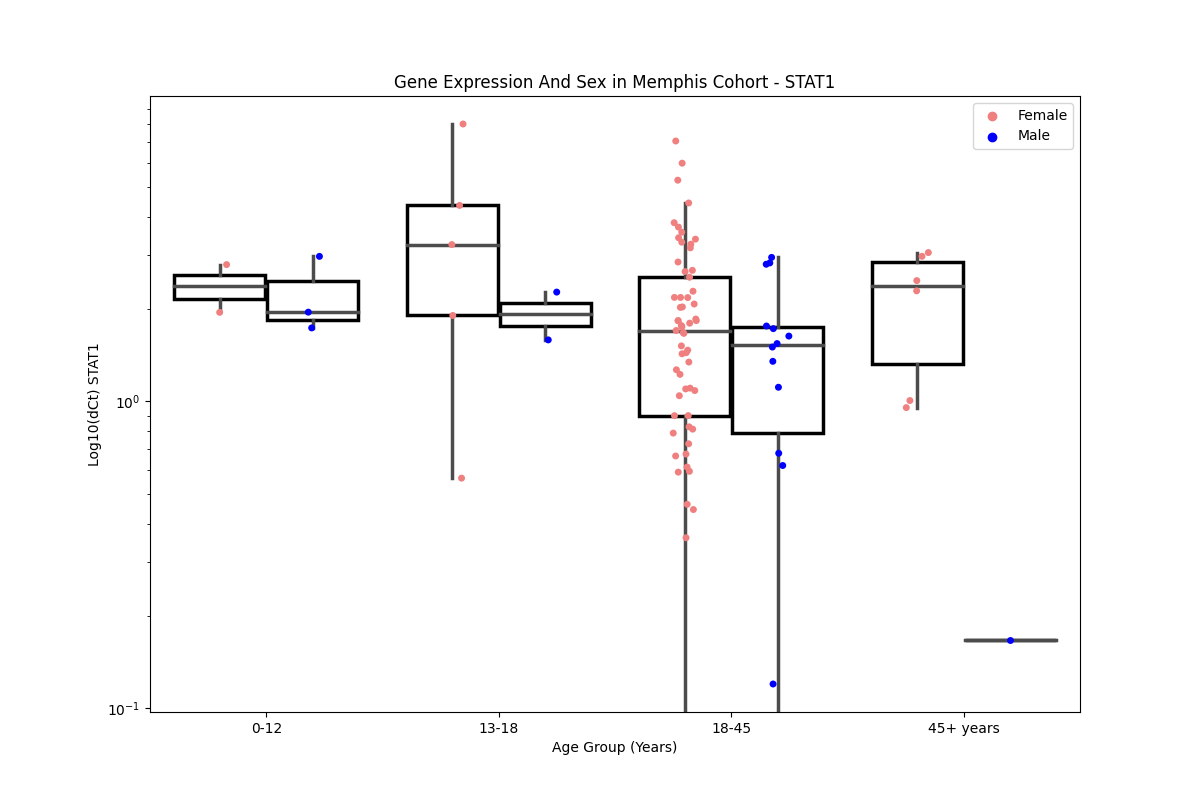 Gene Expression And Sex in Memphis Cohort - STAT1
Female
Male
Log10(dCt) STAT1
10⁰
10⁻¹
0-12
13-18
18-45
45+ years
Age Group (Years)